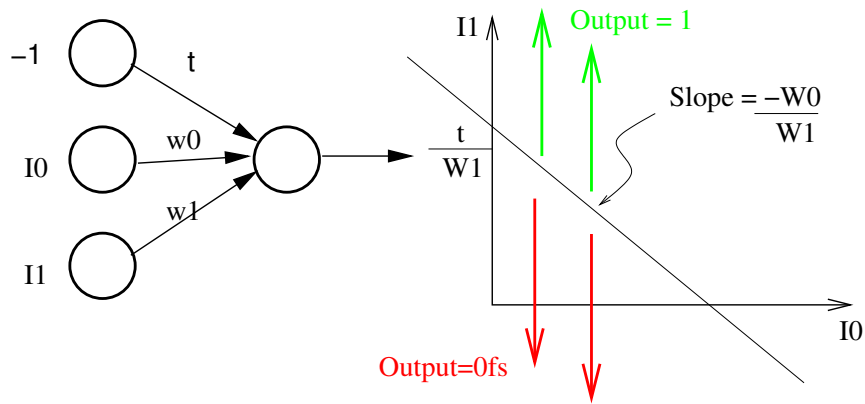 −1
t
I0
w0
w1
I1
I1
Output = 1
Slope = −W0
W1
t
W1
I0
Output=0fs